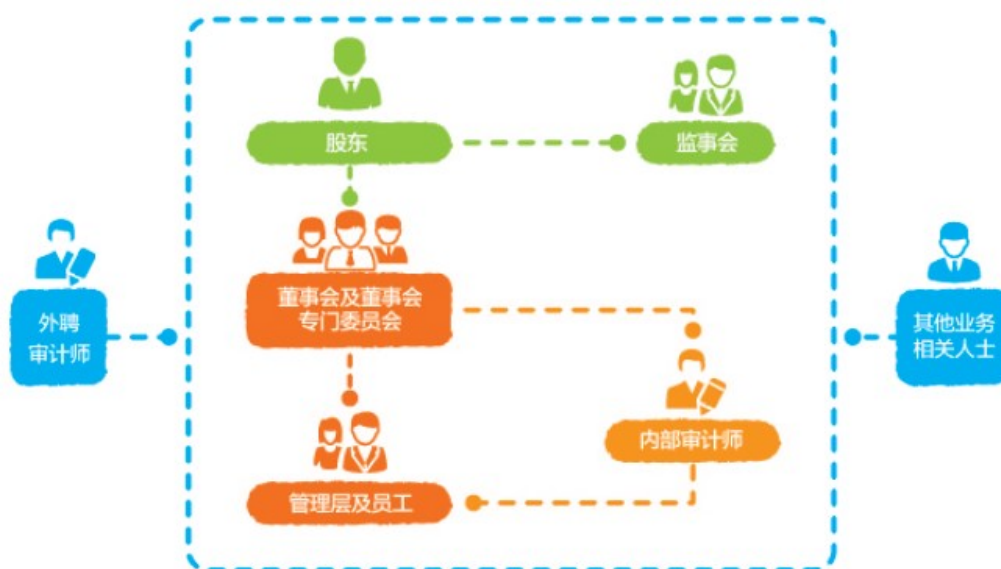 股东
监事会
董事会及董事会
专门委员会
外聘
审计师
其他业务
相关人士
内部审计师
管理层及员工